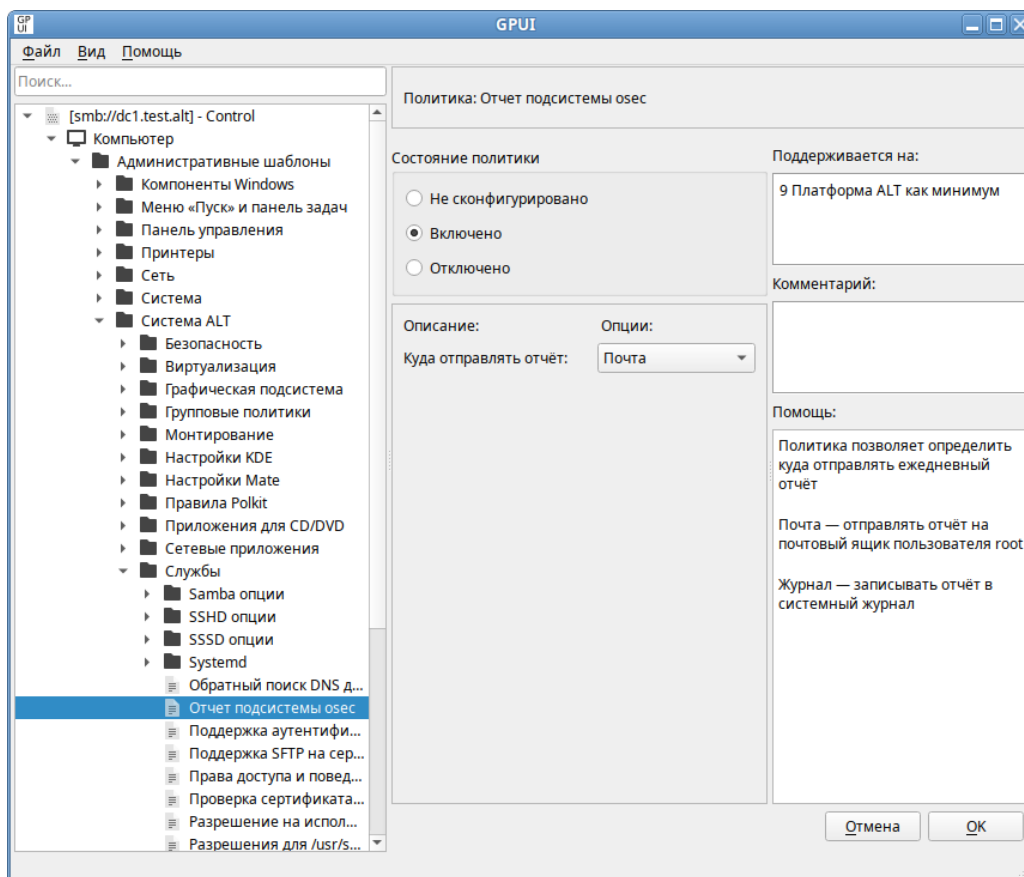 GPUI
GPUI
Файл Вид Помощь
Поиск...
[smb://dc1.test.alt] - Control
Компьютер
Административные шаблоны
Компоненты Windows
Меню «Пуск» и панель задач
Панель управления
Принтеры
Сеть
Система
Система ALT
Безопасность
Виртуализация
Графическая подсистема
Групповые политики
Монтирование
Настройки KDE
Настройки Mate
Правила Polkit
Приложения для CD/DVD
Сетевые приложения
Службы
Samba опции
SSHD опции
SSSD опции
Systemd
Обратный поиск DNS д...
Отчет подсистемы osec
Поддержка аутентифи...
Поддержка SFTP на сер...
Права доступа и повед...
Проверка сертификата...
Разрешение на испол...
Разрешения для /usr/s...
Политика: Отчет подсистемы osec
Состояние политики
Не сконфигурировано
Включено
Отключено
Описание: Опции:
Куда отправлять отчёт: Почта
Поддерживается на:
9 Платформа ALT как минимум
Комментарий:
Помощь:
Политика позволяет определить
куда отправлять ежедневный
отчёт
Почта — отправлять отчёт на
почтовый ящик пользователя root
Журнал — записывать отчёт в
системный журнал
Отмена OK